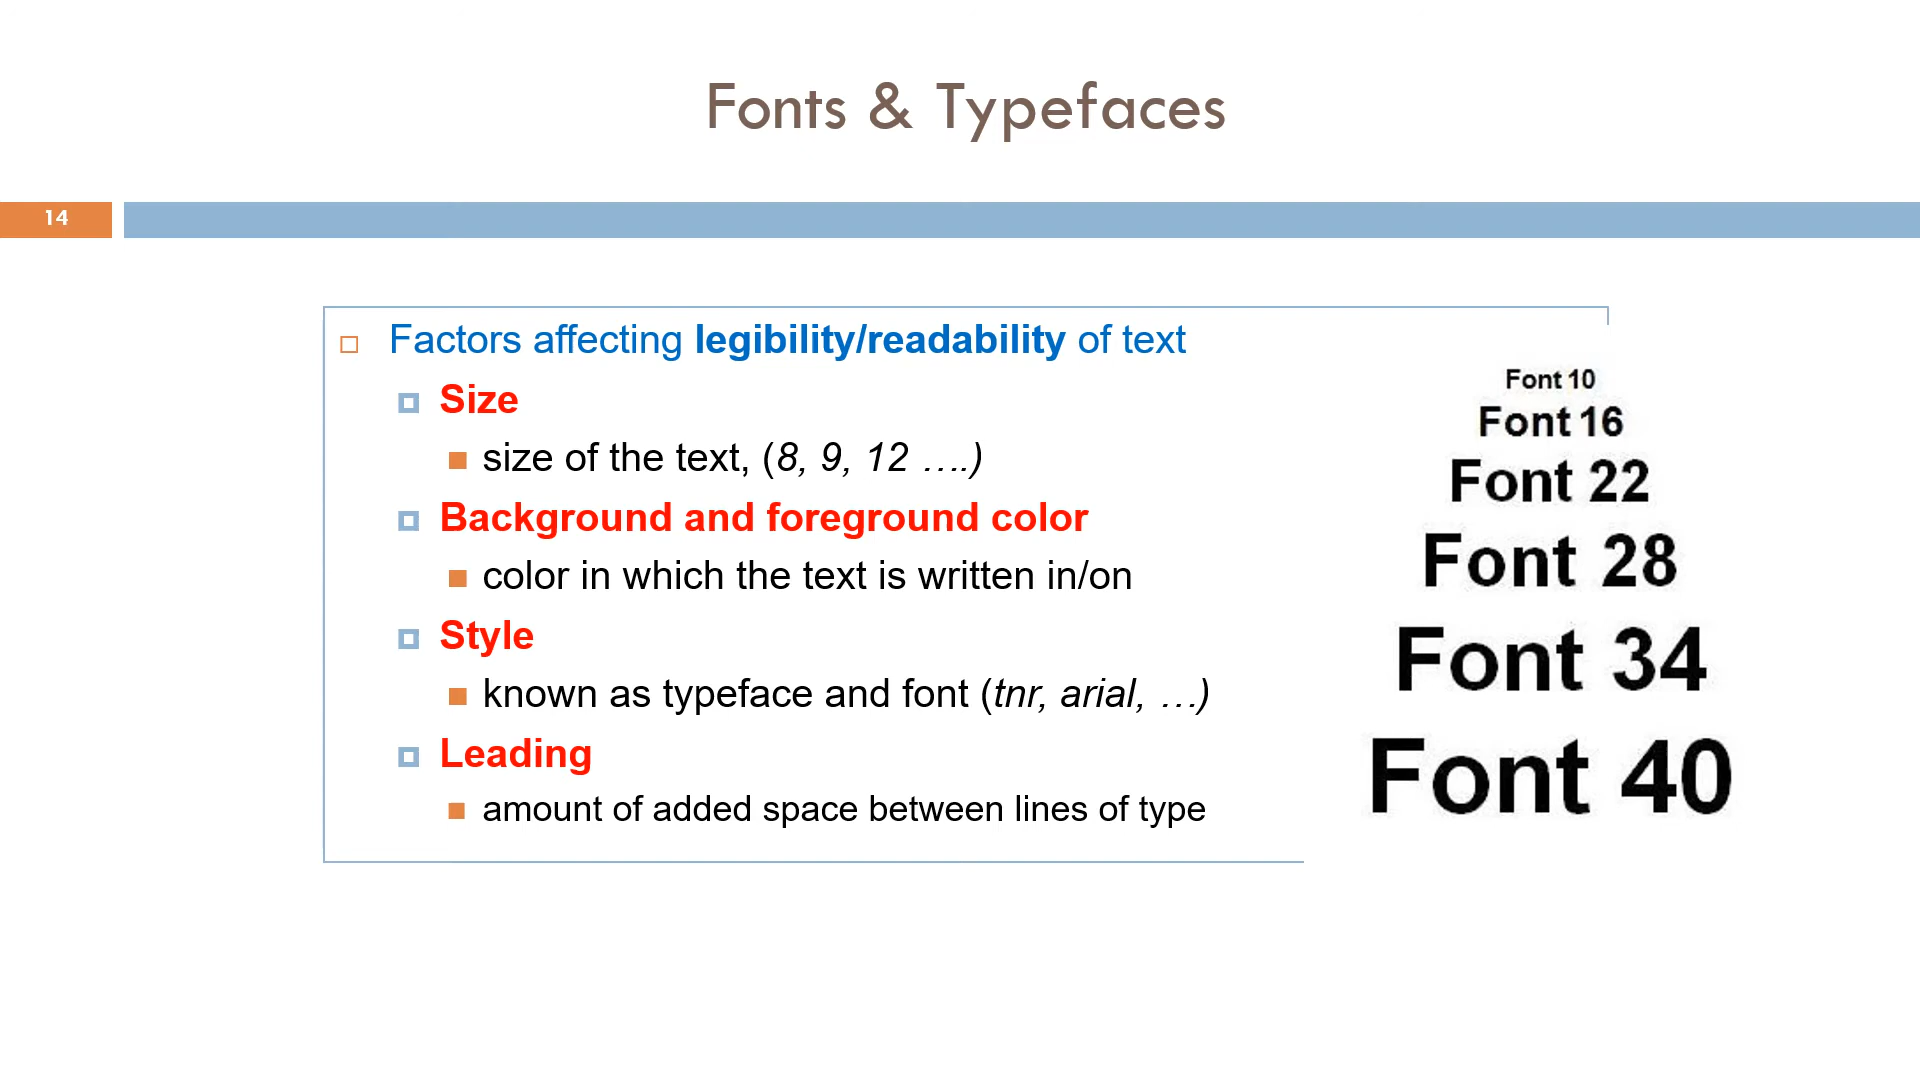 Fonts & Typefaces
14
Factors affecting legibility/readability of text
Size
size of the text, (8, 9, 12 ….)
Background and foreground color
color in which the text is written in/on
Style
known as typeface and font (tnr, arial, …)
Leading
amount of added space between lines of type
Font 10
Font 16
Font 22
Font 28
Font 34
Font 40